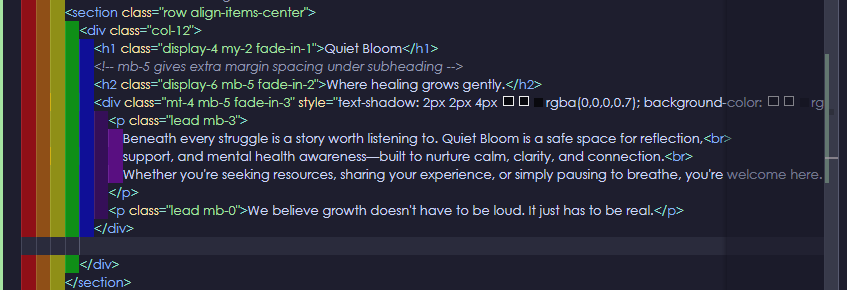 <section class="row align-items-center">
<div class="col-12">
<h1 class="display-4 my-2 fade-in-1">Quiet Bloom</h1>
<!-- mb-5 gives extra margin spacing under subheading -->
<h2 class="display-6 mb-5 fade-in-2">Where healing grows gently.</h2>
<div class="mt-4 mb-5 fade-in-3" style="text-shadow: 2px 2px 4px rgba(0,0,0,0.7); background-color: rg
<p class="lead mb-3">
Beneath every struggle is a story worth listening to. Quiet Bloom is a safe space for reflection,<br>
support, and mental health awareness—built to nurture calm, clarity, and connection.<br>
Whether you're seeking resources, sharing your experience, or simply pausing to breathe, you're welcome here.
</p>
<p class="lead mb-0">We believe growth doesn't have to be loud. It just has to be real.</p>
</div>
</div>
</section>